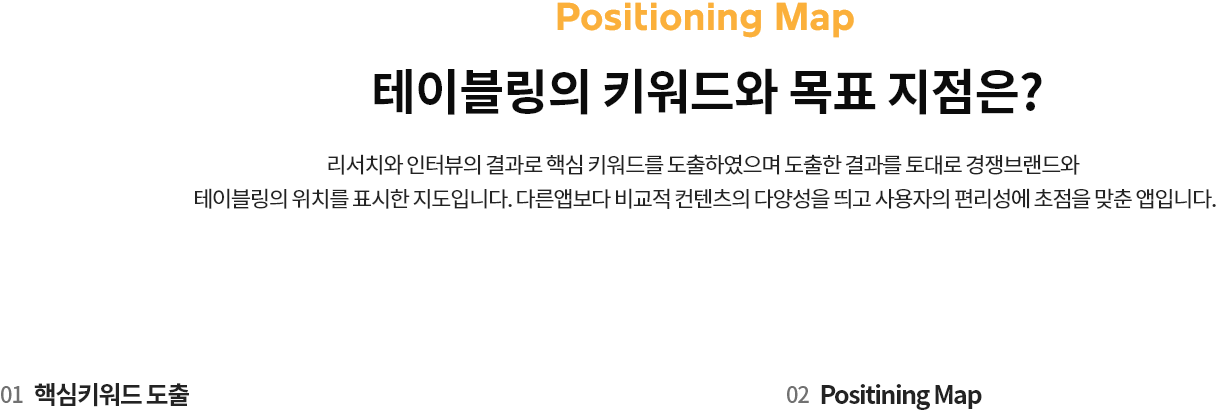 Positioning Map
테이블링의 키워드와 목표 지점은?
리서치와 인터뷰의 결과로 핵심 키워드를 도출하였으며 도출한 결과를 토대로 경쟁브랜드와
테이블링의 위치를 표시한 지도입니다. 다른앱보다 비교적 컨텐츠의 다양성을 띄고 사용자의 편리성에 초점을 맞춘 앱입니다.
01 핵심키워드 도출
02 Positining Map